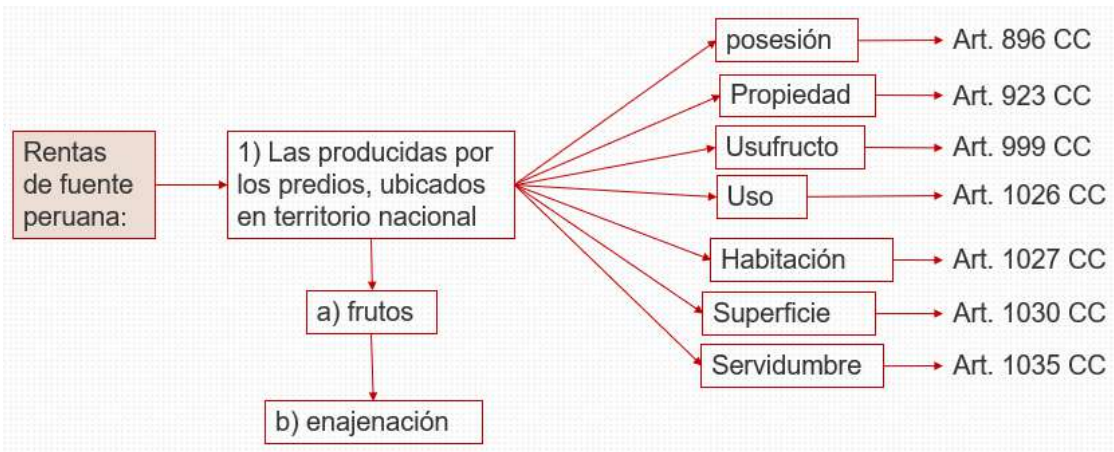 Rentas
de fuente
peruana:
1) Las producidas por
los predios, ubicados
en territorio nacional
a) frutos
b) enajenación
posesión
Art. 896 CC
Propiedad
Art. 923 CC
Usufructo
Art. 999 CC
Uso
Art. 1026 CC
Habitación
Art. 1027 CC
Superficie
Art. 1030 CC
Servidumbre
Art. 1035 CC